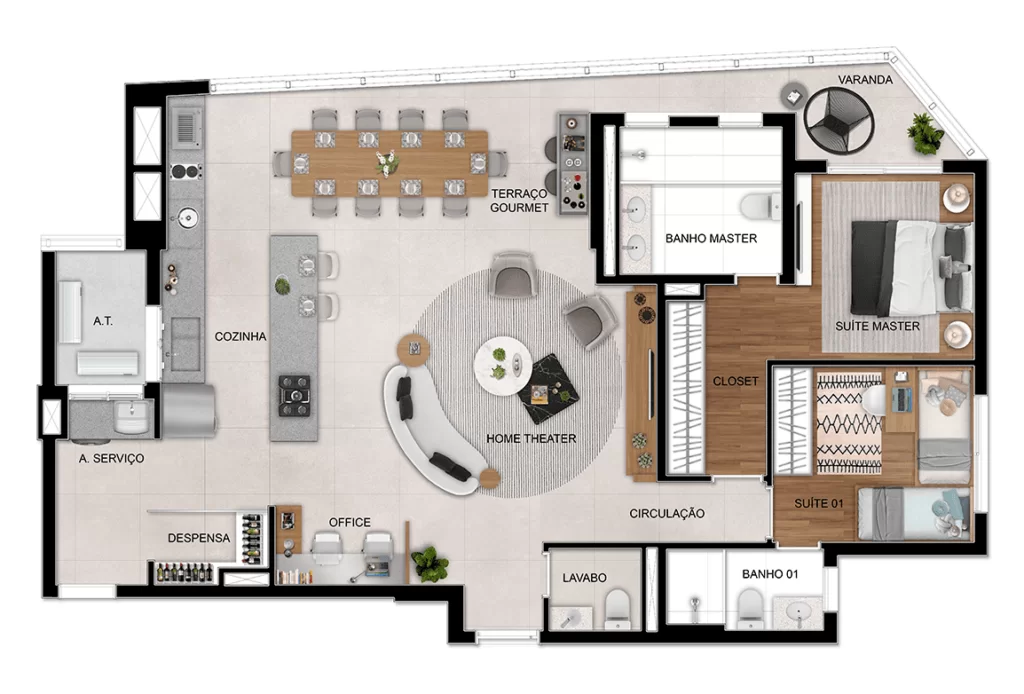 VARANDA
TERRAÇO
GOURMET
BANHO MASTER
A.T.
COZINHA
SUÍTE MASTER
CLOSET
HOME THEATER
A. SERVIÇO
SUÍTE 01
CIRCULAÇÃO
OFFICE
DESPENSA
LAVABO
BANHO 01